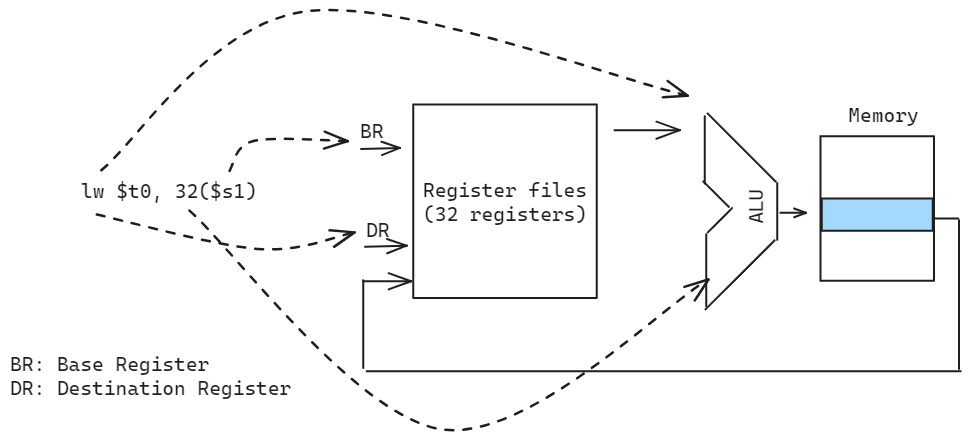 Memory
BR
lw $t0, 32($s1)
Register files
(32 registers)
ALU
DR
BR: Base Register
DR: Destination Register